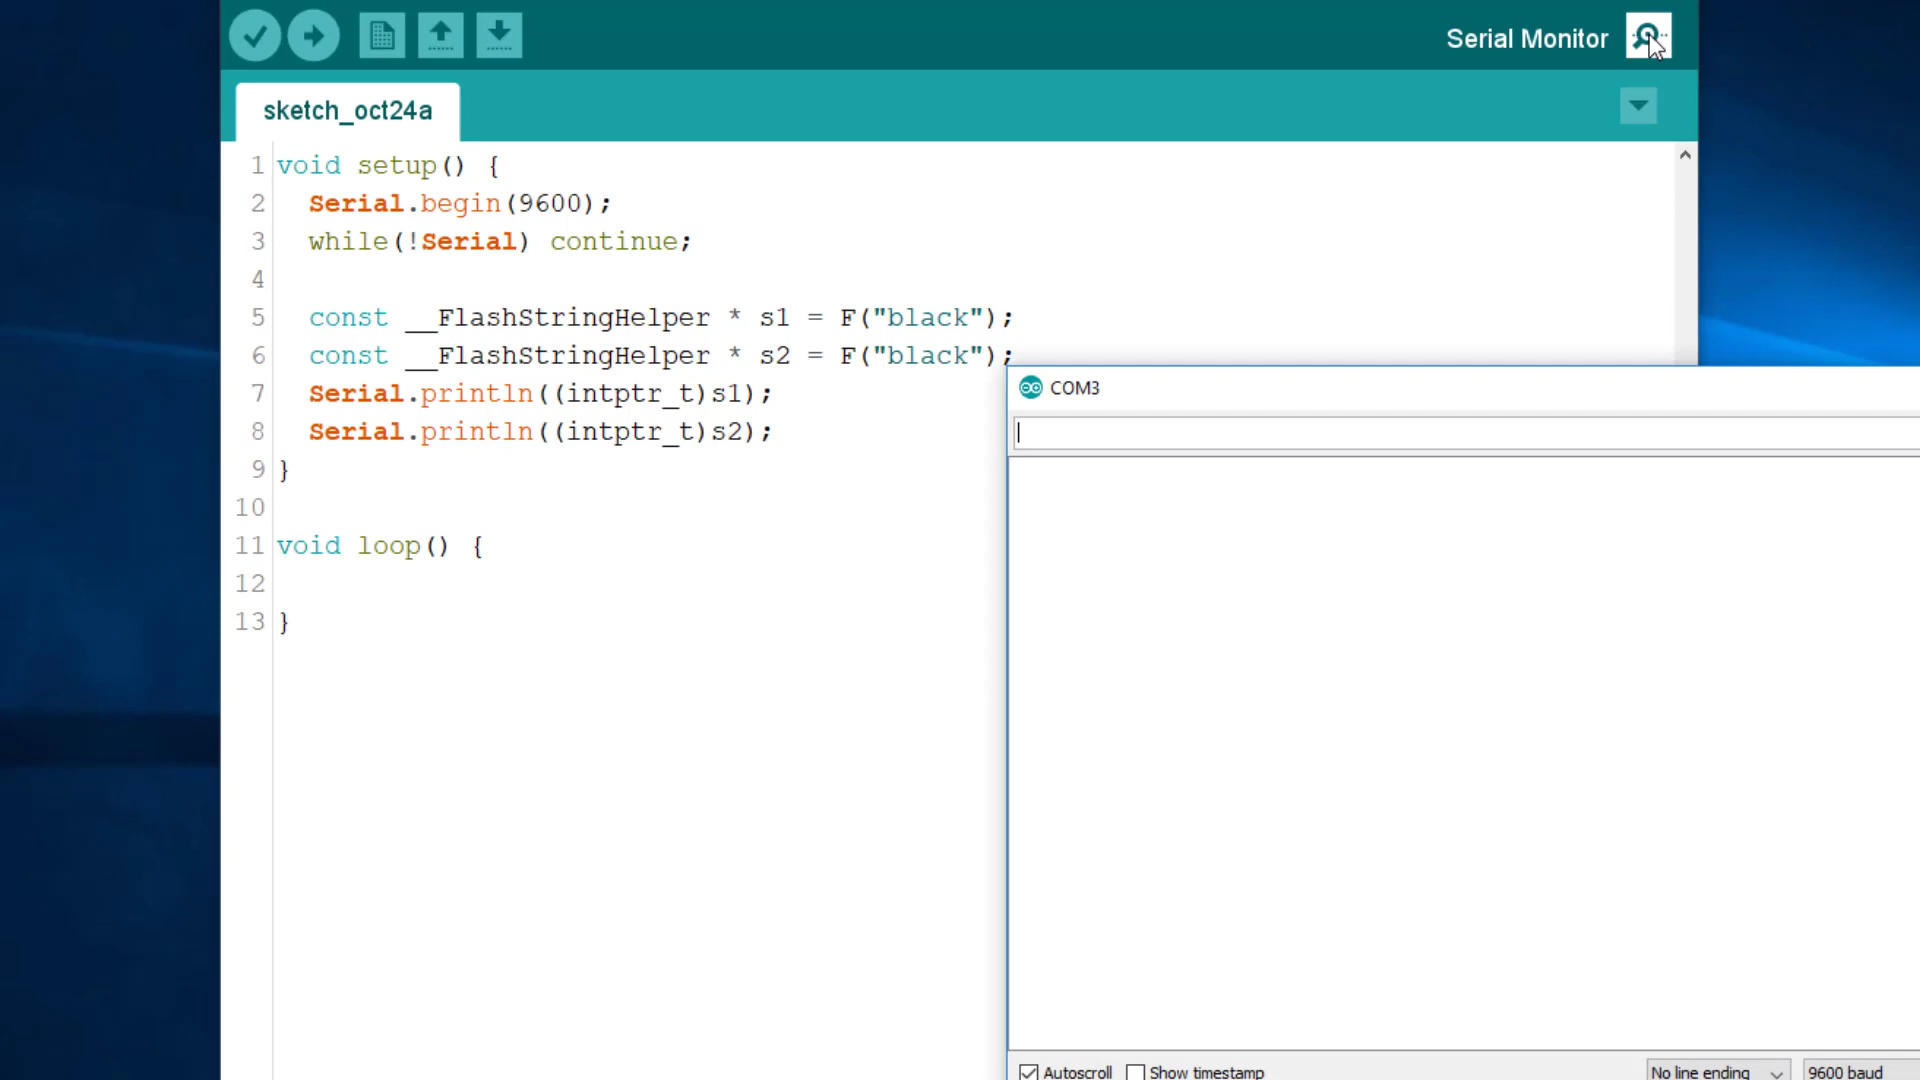 Serial Monitor
sketch_oct24a
1 void setup() {
2 Serial.begin(9600);
3 while(!Serial) continue;
4
5 const __FlashStringHelper * s1 = F("black");
6 const __FlashStringHelper * s2 = F("black");
7 Serial.println((intptr_t)s1);
8 Serial.println((intptr_t)s2);
9 }
10
11 void loop() {
12
13 }
COM3
Autoscroll Show timestamp No line ending 9600 baud